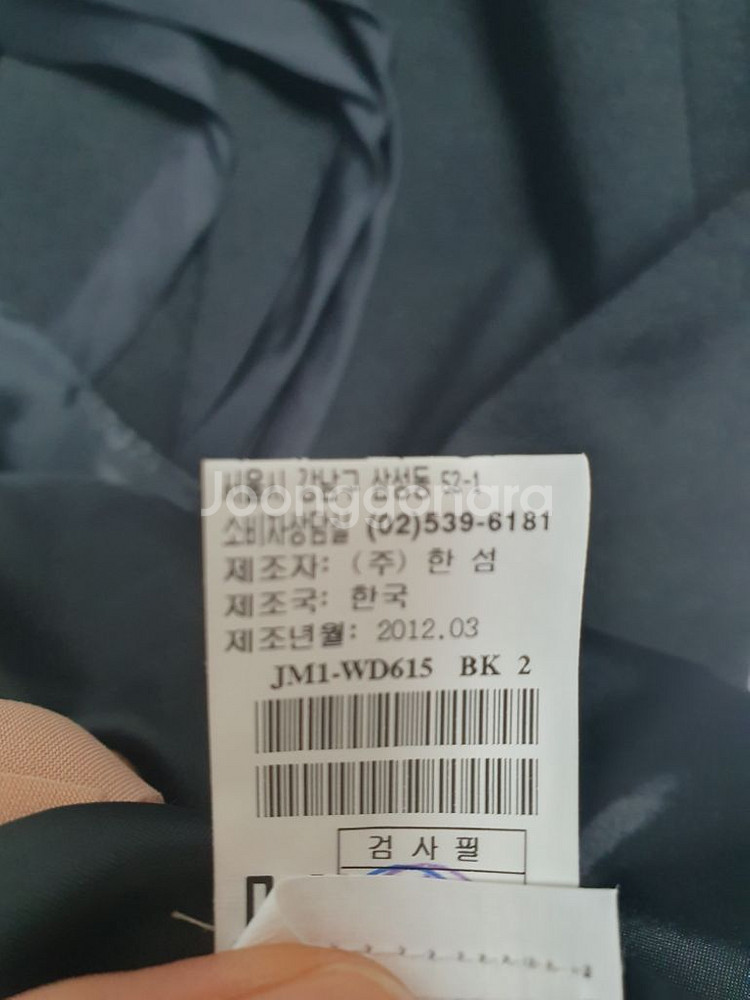 서울시 강남구 삼성동 52-1
Joonggonara
소비자상담실 (02)539-6181
제조자: (주) 한 섬
제조국: 한국
제조년월: 2012.03
JM1-WD615 BK 2
검 사 필